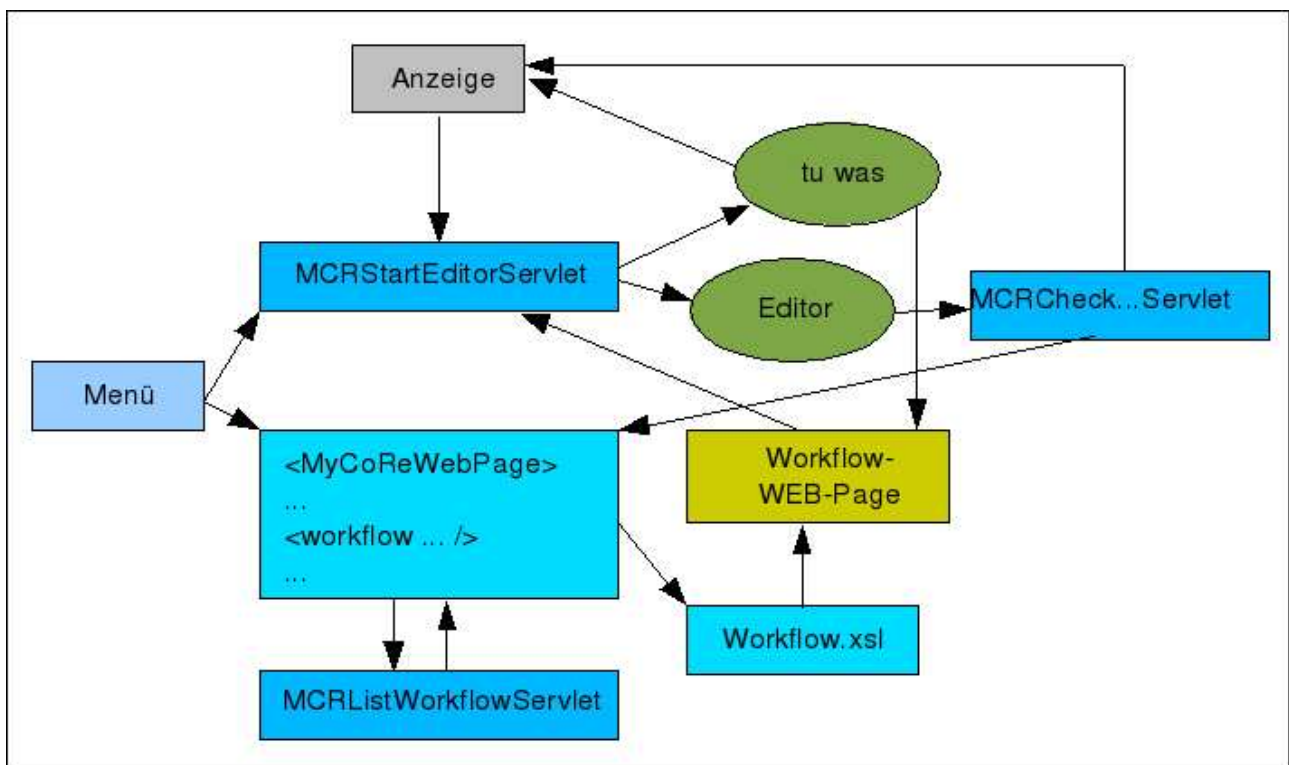 Anzeige
tu was
MCRStartEditorServlet
Editor
MCRCheck...Servlet
Menü
<MyCoReWebPage>
...
<workflow ... />
...
Workflow-
WEB-Page
Workflow.xsl
MCRListWorkflowServlet